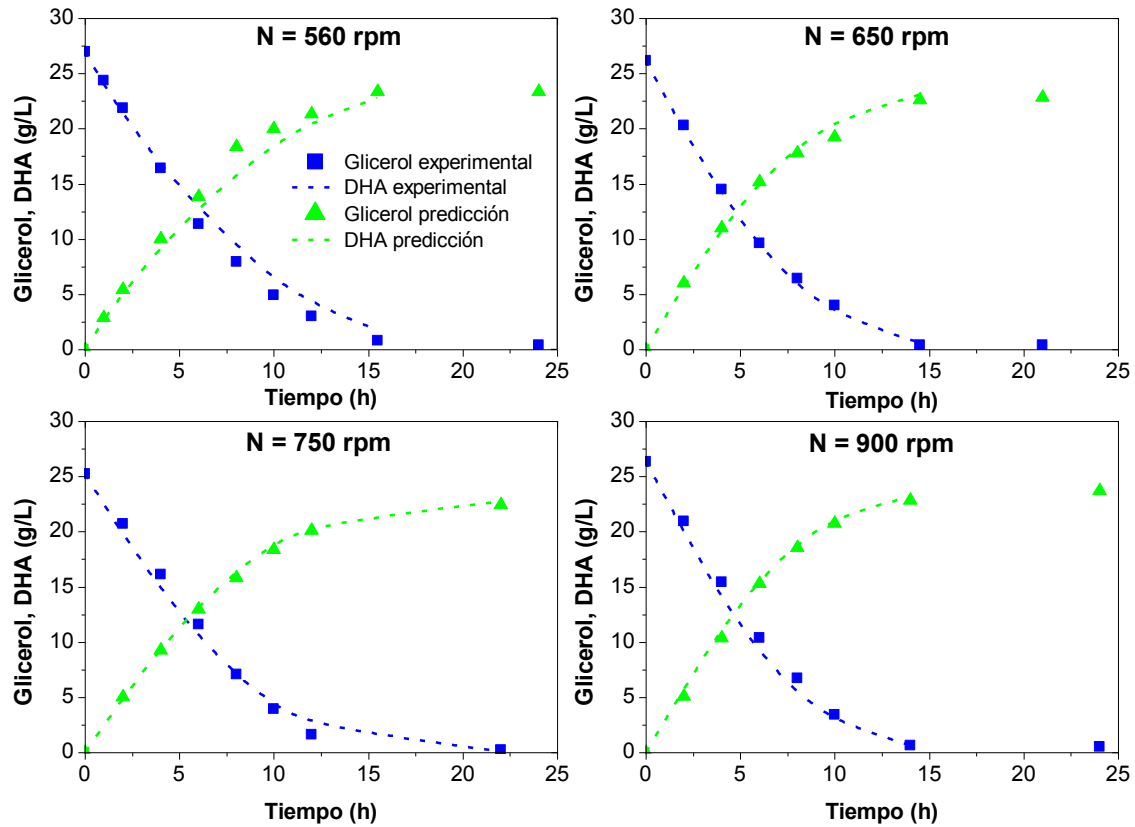 N = 560 rpm
Glicerol, DHA (g/L)
30
25
20
15
10
5
0
Glicerol experimental
DHA experimental
Glicerol predicción
DHA predicción
0 5 10 15 20 25
Tiempo (h)
N = 650 rpm
Glicerol, DHA (g/L)
30
25
20
15
10
5
0
0 5 10 15 20 25
Tiempo (h)
N = 750 rpm
Glicerol, DHA (g/L)
30
25
20
15
10
5
0
0 5 10 15 20 25
Tiempo (h)
N = 900 rpm
Glicerol, DHA (g/L)
30
25
20
15
10
5
0
0 5 10 15 20 25
Tiempo (h)